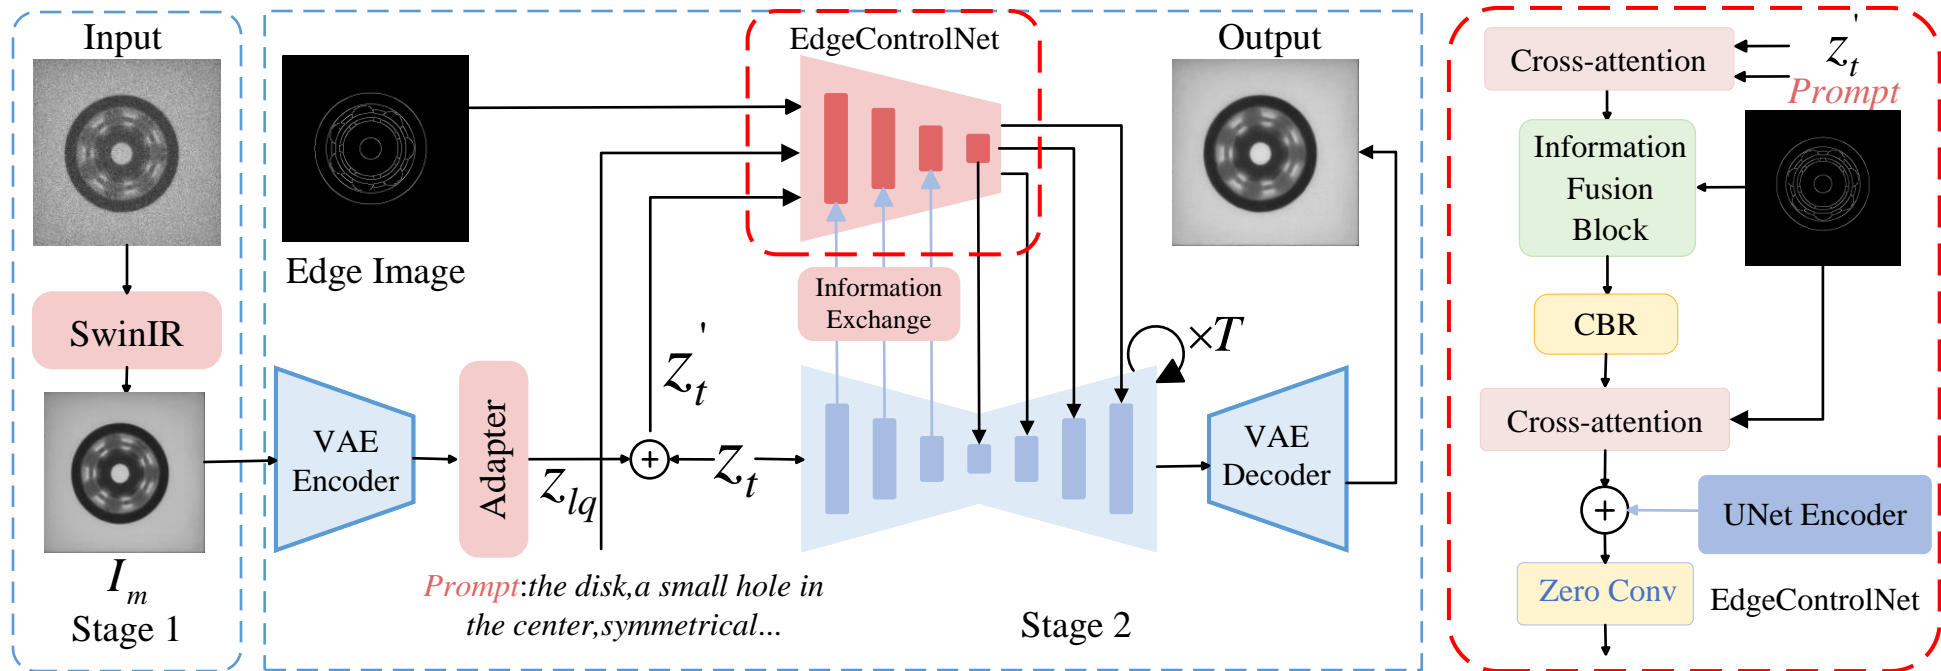 Input
SwinIR
I_m
Stage 1
Edge Image
EdgeControlNet
Information
Exchange
Output
×T
VAE
Encoder
Adapter
z_{lq}
z_t'
+
z_t
VAE
Decoder
Prompt:the disk,a small hole in
the center,symmetrical...
Stage 2
Cross-attention
z_t'
Prompt
Information
Fusion
Block
CBR
Cross-attention
+
UNet Encoder
Zero Conv
EdgeControlNet